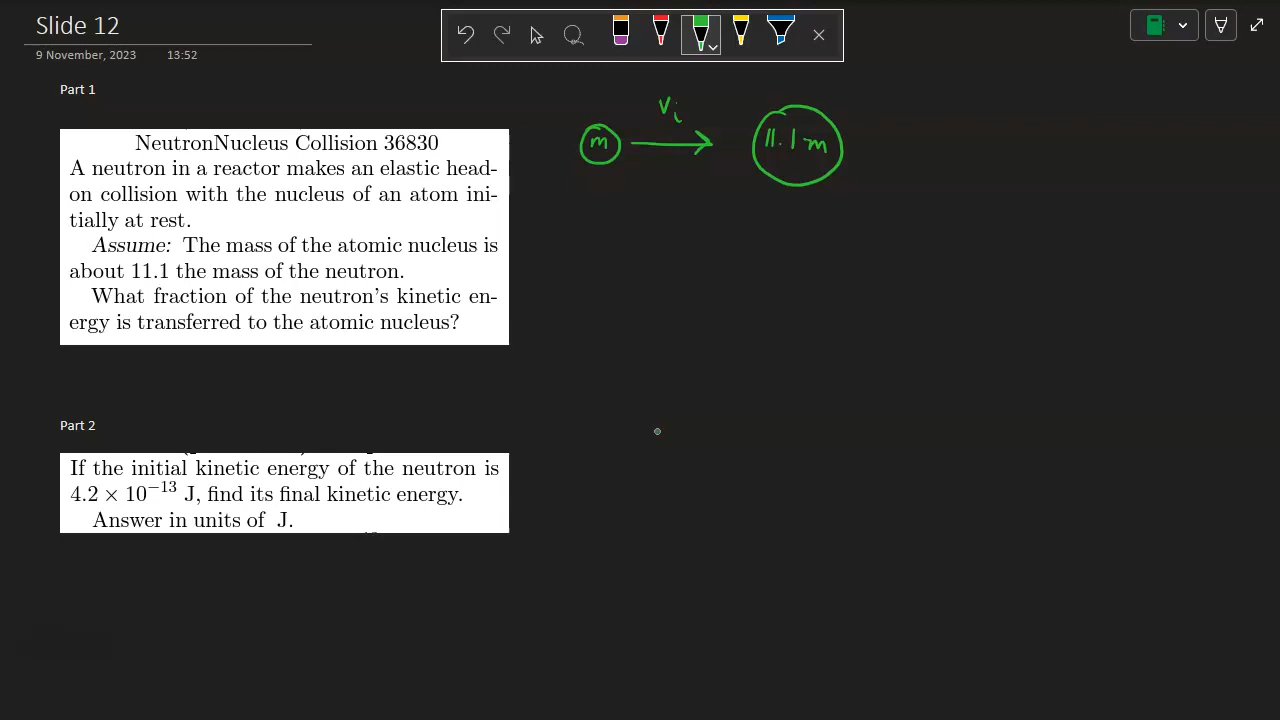 Slide 12
9 November, 2023 13:52
Part 1
NeutronNucleus Collision 36830
A neutron in a reactor makes an elastic head-
on collision with the nucleus of an atom ini-
tially at rest.
Assume: The mass of the atomic nucleus is
about 11.1 the mass of the neutron.
What fraction of the neutron's kinetic en-
ergy is transferred to the atomic nucleus?
m
vᵢ
11.1 m
Part 2
If the initial kinetic energy of the neutron is
4.2 × 10⁻¹³ J, find its final kinetic energy.
Answer in units of J.